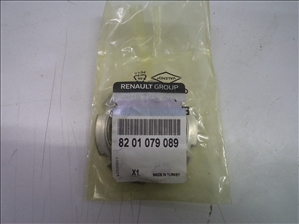 RENAULT GROUP
82 01 079 089
X1
MADE IN TURKEY